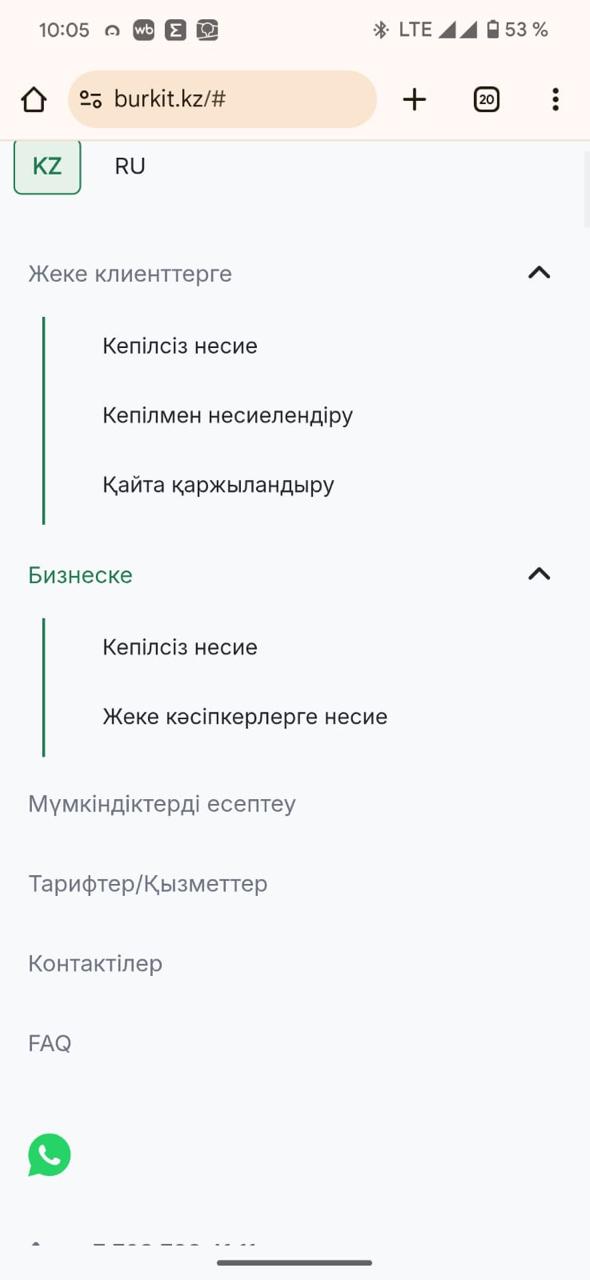 10:05
wb
LTE
53 %
burkit.kz/#
20
KZ
RU
Жеке клиенттерге
Кепілсіз несие
Кепілмен несиелендіру
Қайта қаржыландыру
Бизнеске
Кепілсіз несие
Жеке кәсіпкерлерге несие
Мүмкіндіктерді есептеу
Тарифтер/Қызметтер
Контактілер
FAQ